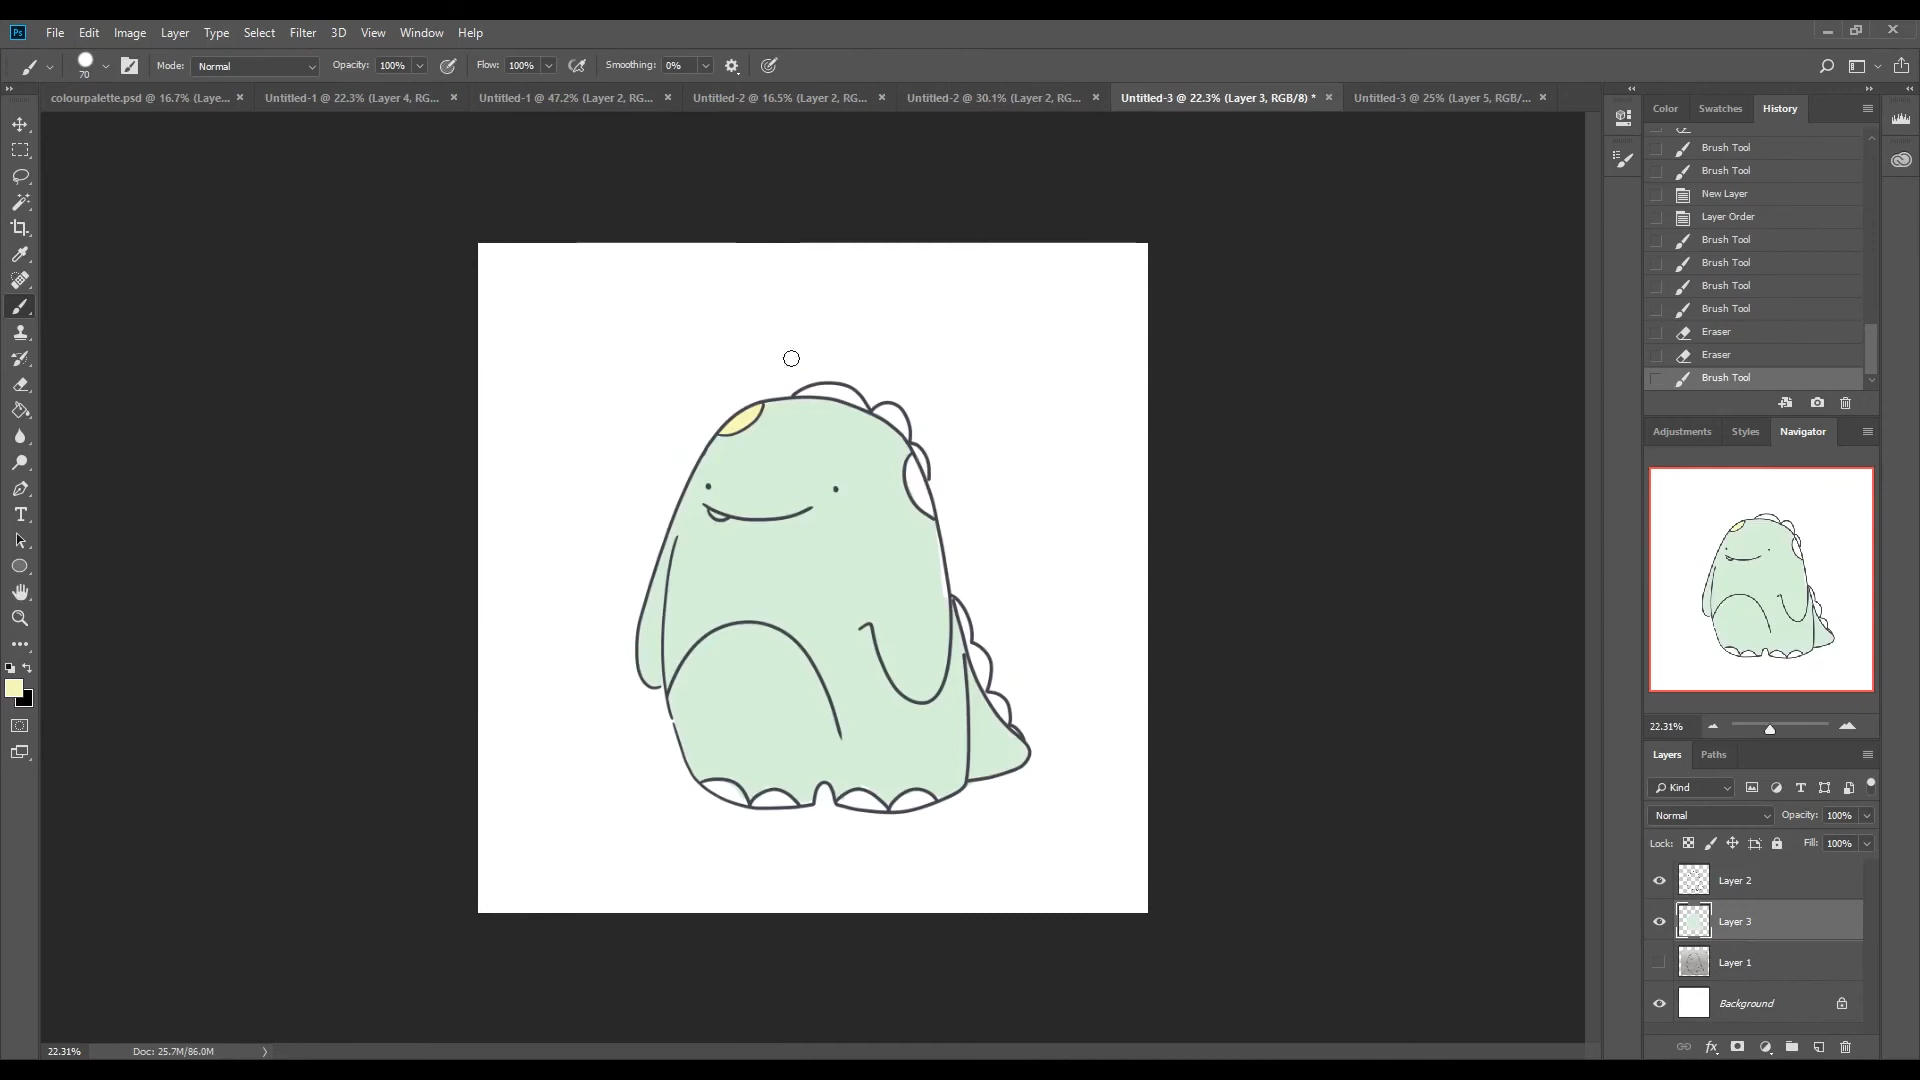 Ps File Edit Image Layer Type Select Filter 3D View Window Help
70 Mode: Normal Opacity: 100% Flow: 100% Smoothing: 0%
colourpalette.psd @ 16.7% (Laye... × Untitled-1 @ 22.3% (Layer 4, RG... × Untitled-1 @ 47.2% (Layer 2, RG... × Untitled-2 @ 16.5% (Layer 2, RG... × Untitled-2 @ 30.1% (Layer 2, RG... × Untitled-3 @ 22.3% (Layer 3, RGB/8) * × Untitled-3 @ 25% (Layer 5, RGB/... ×
Color Swatches History
Brush Tool
Brush Tool
New Layer
Layer Order
Brush Tool
Brush Tool
Brush Tool
Brush Tool
Eraser
Eraser
Brush Tool
Adjustments Styles Navigator
22.31%
Layers Paths
Kind
Normal Opacity: 100%
Lock: Fill: 100%
Layer 2
Layer 3
Layer 1
Background
fx
22.31% Doc: 25.7M/86.0M